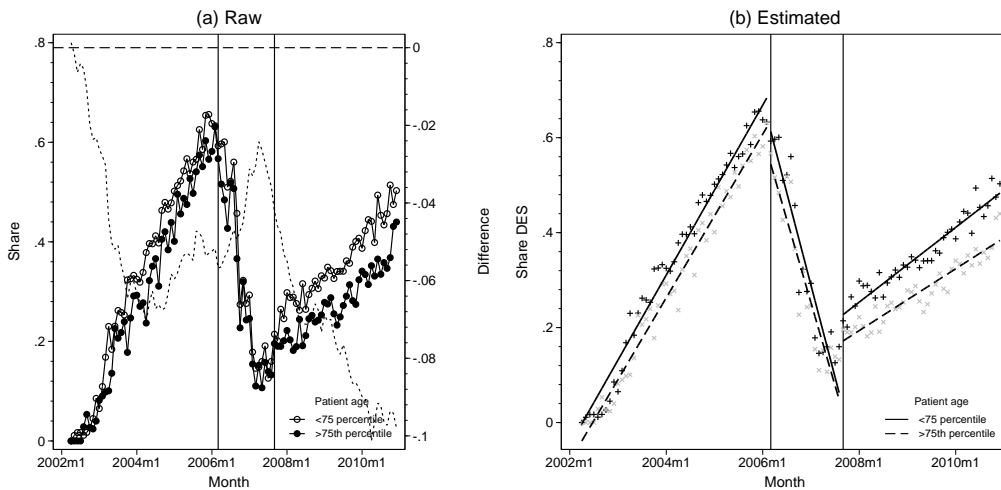 (a) Raw
.8
.6
.4
.2
0
Share
0
-.02
-.04
-.06
-.08
-.1
Difference
Patient age
<75 percentile
>75th percentile
2002m1 2004m1 2006m1 2008m1 2010m1
Month
(b) Estimated
.8
.6
.4
.2
0
Share DES
Patient age
<75 percentile
>75th percentile
2002m1 2004m1 2006m1 2008m1 2010m1
Month